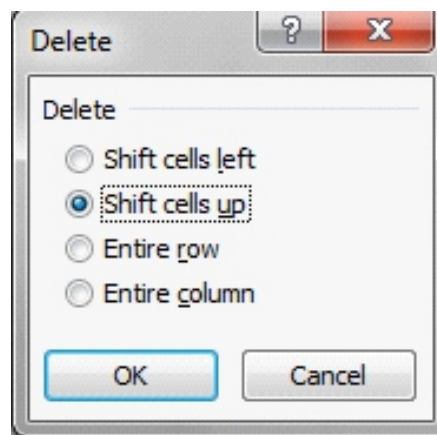 Delete
Delete
Shift cells left
Shift cells up
Entire row
Entire column
OK Cancel